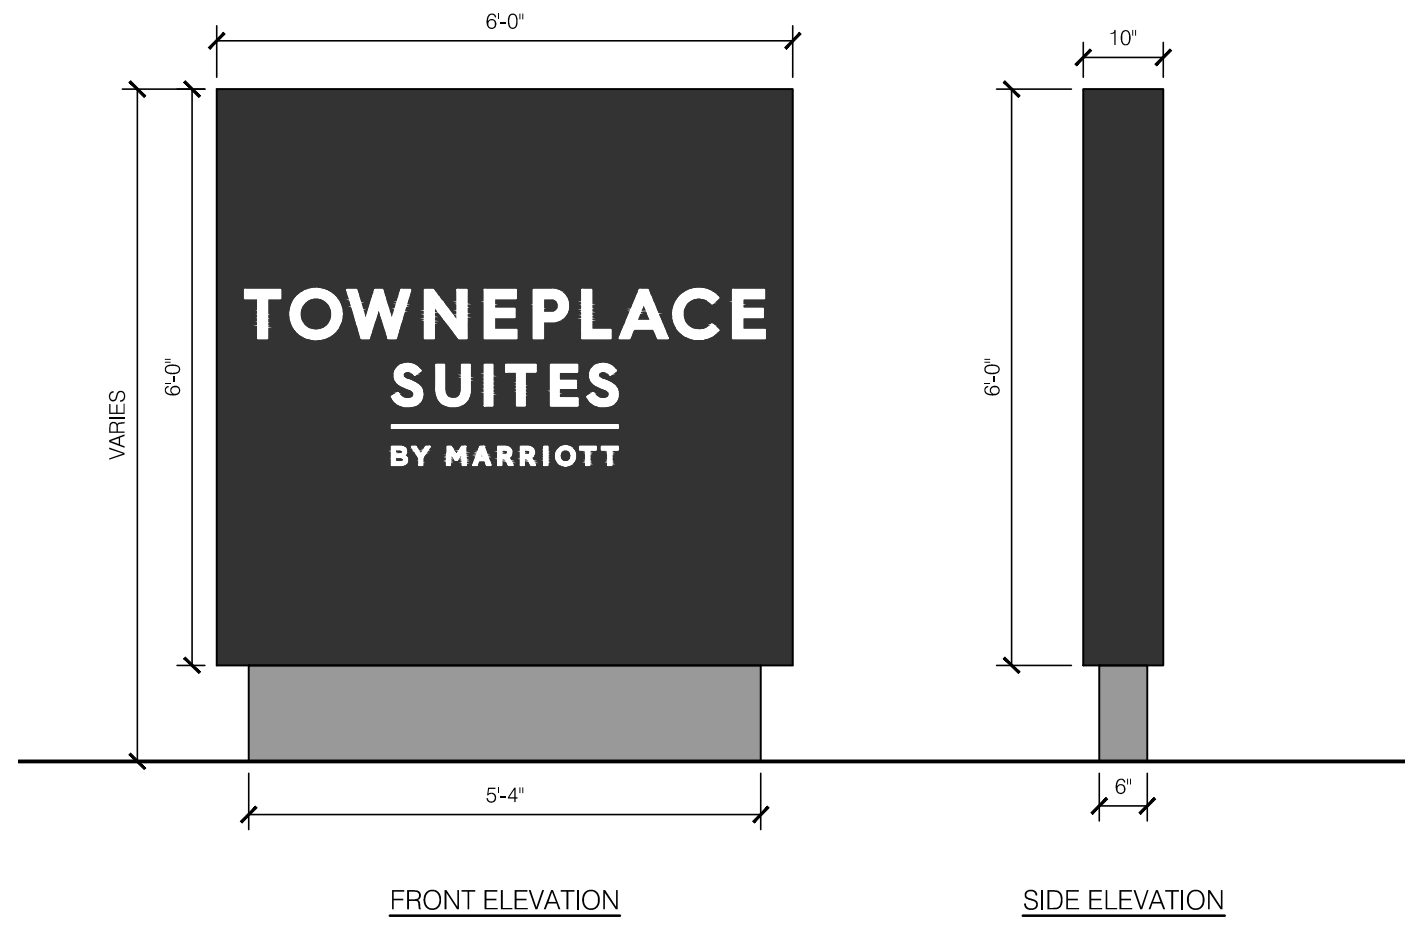 6'-0"
10"
TOWNEPLACE
SUITES
BY MARRIOTT
VARIES
6'-0"
6'-0"
5'-4"
6"
FRONT ELEVATION
SIDE ELEVATION